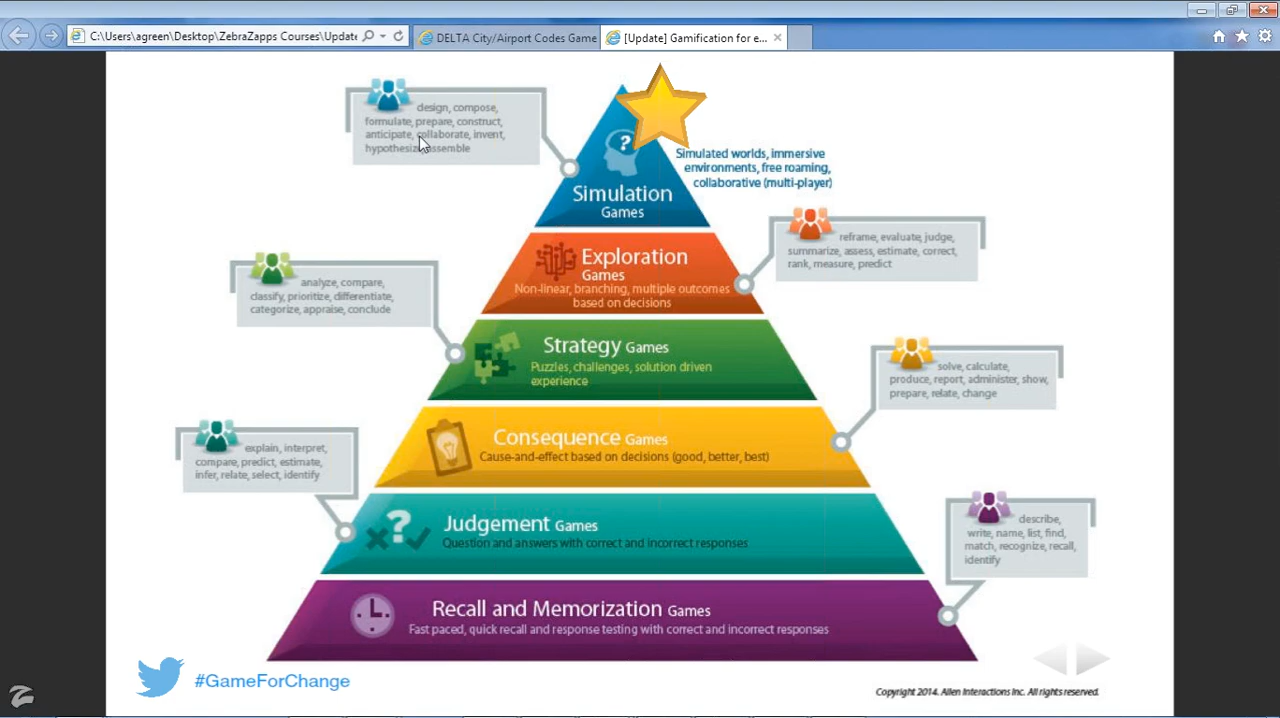 C:\Users\agreen\Desktop\ZebraZapps Courses\Update
DELTA City/Airport Codes Game
[Update] Gamification for e...
design, compose,
formulate, prepare, construct,
anticipate, collaborate, invent,
hypothesize, assemble
?
Simulation
Games
Simulated worlds, immersive
environments, free roaming,
collaborative (multi-player)
Exploration
Games
Non-linear, branching, multiple outcomes
based on decisions
reframe, evaluate, judge,
summarize, assess, estimate, correct,
rank, measure, predict
analyze, compare,
classify, prioritize, differentiate,
categorize, appraise, conclude
Strategy Games
Puzzles, challenges, solution driven
experience
solve, calculate,
produce, report, administer, show,
prepare, relate, change
Consequence Games
Cause-and-effect based on decisions (good, better, best)
explain, interpret,
compare, predict, estimate,
infer, relate, select, identify
?
Judgement Games
Question and answers with correct and incorrect responses
describe,
write, name, list, find,
match, recognize, recall,
identify
Recall and Memorization Games
Fast paced, quick recall and response testing with correct and incorrect responses
#GameForChange
Copyright 2014. Allen Interactions Inc. All rights reserved.